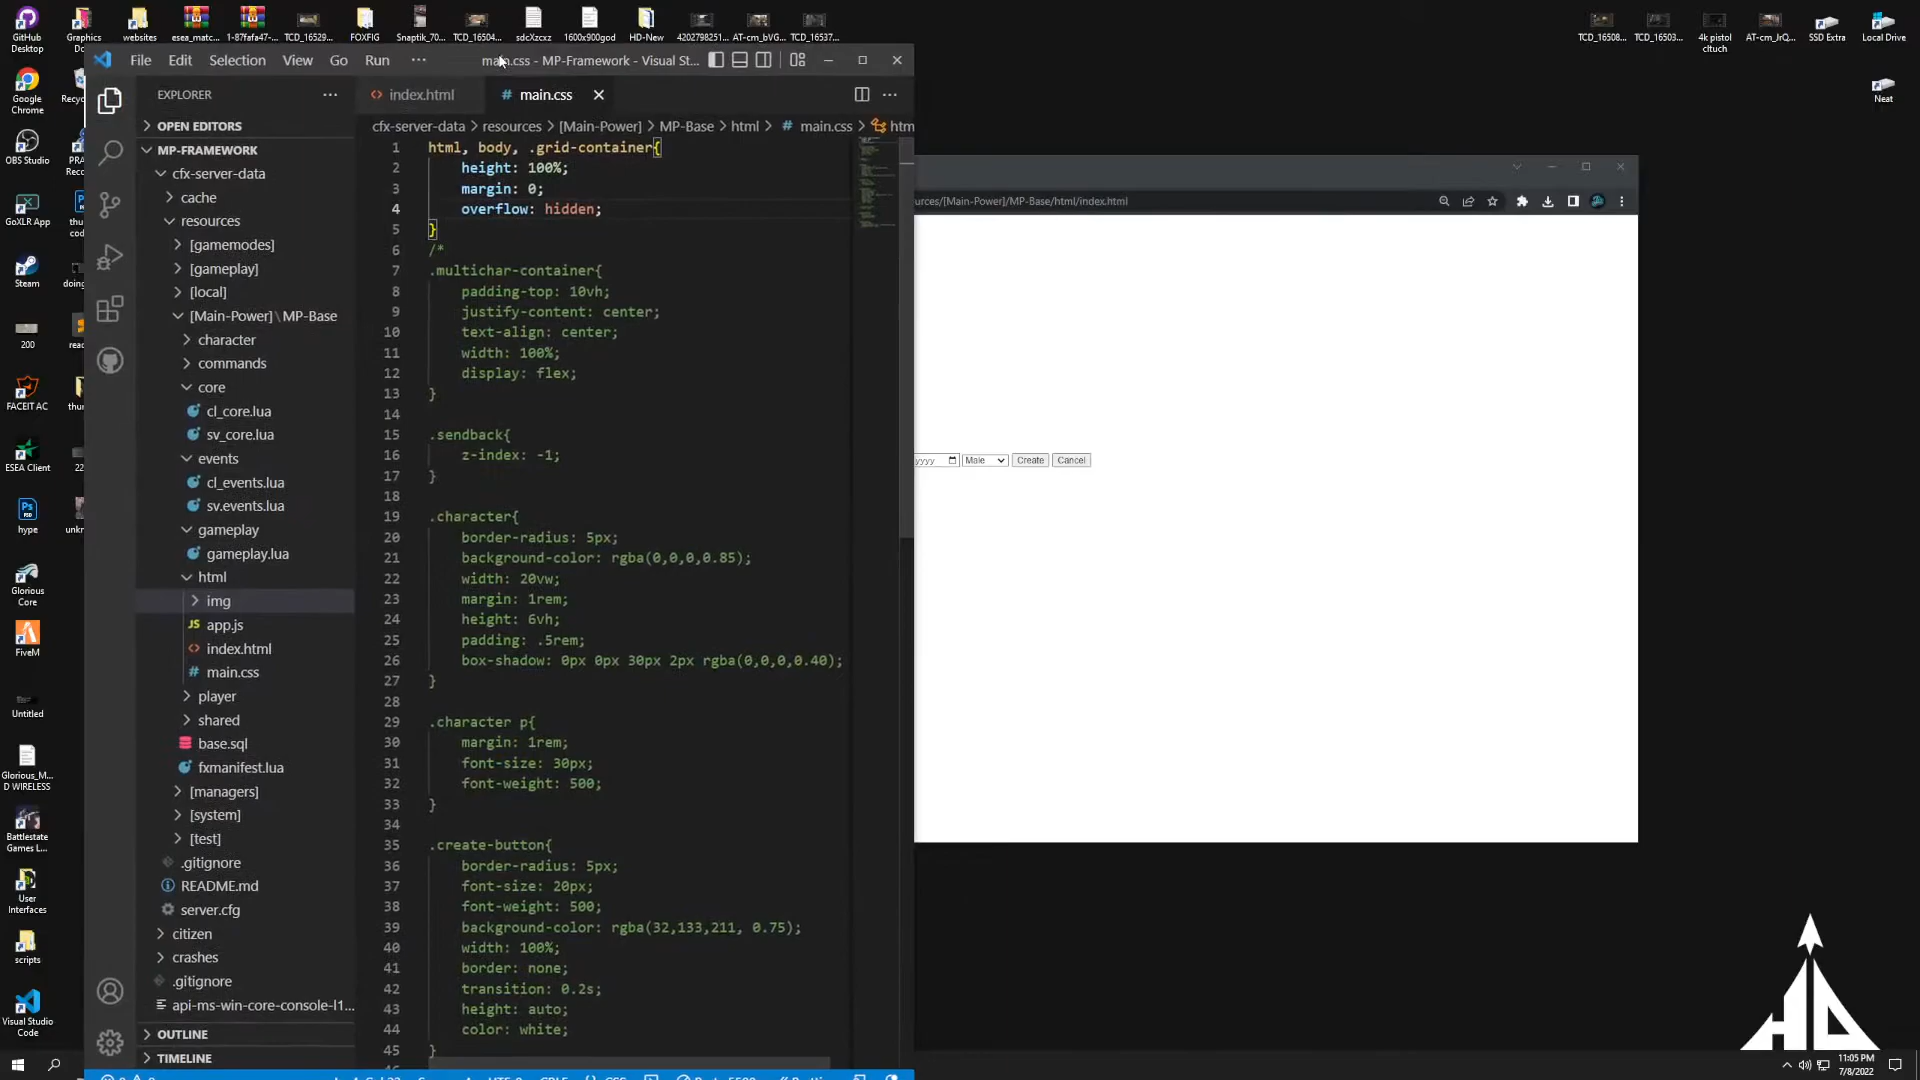 GitHub
Desktop
Graphics
websites
esea_matc...
1-87fafa47-...
TCD_16529...
FOXFIG
Snaptik_70...
TCD_16504...
sdcXzcxz
1600x900god
HD-New
4202798251...
AT-cm_bVG...
TCD_16537...
TCD_16508...
TCD_16503...
4k pistol
cltuch
AT-cm_JrQ...
SSD Extra
Local Drive
Neat
Google
Chrome
OBS Studio
GoXLR App
Steam
200
FACEIT AC
ESEA Client
hype
Glorious
Core
FiveM
Untitled
Glorious_M...
D WIRELESS
Battlestate
Games L...
User
Interfaces
scripts
Visual Studio
Code
File Edit Selection View Go Run ···
main.css - MP-Framework - Visual St...
EXPLORER
index.html
# main.css
cfx-server-data > resources > [Main-Power] > MP-Base > html > # main.css > htm
OPEN EDITORS
MP-FRAMEWORK
cfx-server-data
cache
resources
[gamemodes]
[gameplay]
[local]
[Main-Power] \ MP-Base
character
commands
core
cl_core.lua
sv_core.lua
events
cl_events.lua
sv.events.lua
gameplay
gameplay.lua
html
img
JS app.js
<> index.html
# main.css
player
shared
base.sql
fxmanifest.lua
[managers]
[system]
[test]
.gitignore
README.md
server.cfg
citizen
crashes
.gitignore
api-ms-win-core-console-l1...
OUTLINE
TIMELINE
1 html, body, .grid-container{
2 height: 100%;
3 margin: 0;
4 overflow: hidden;
5 }
6 /*
7 .multichar-container{
8 padding-top: 10vh;
9 justify-content: center;
10 text-align: center;
11 width: 100%;
12 display: flex;
13 }
14
15 .sendback{
16 z-index: -1;
17 }
18
19 .character{
20 border-radius: 5px;
21 background-color: rgba(0,0,0,0.85);
22 width: 20vw;
23 margin: 1rem;
24 height: 6vh;
25 padding: .5rem;
26 box-shadow: 0px 0px 30px 2px rgba(0,0,0,0.40);
27 }
28
29 .character p{
30 margin: 1rem;
31 font-size: 30px;
32 font-weight: 500;
33 }
34
35 .create-button{
36 border-radius: 5px;
37 font-size: 20px;
38 font-weight: 500;
39 background-color: rgba(32,133,211, 0.75);
40 width: 100%;
41 border: none;
42 transition: 0.2s;
43 height: auto;
44 color: white;
45 }
ources/[Main-Power]/MP-Base/html/index.html
yyyy
Male
Create
Cancel
HD
11:05 PM
7/8/2022